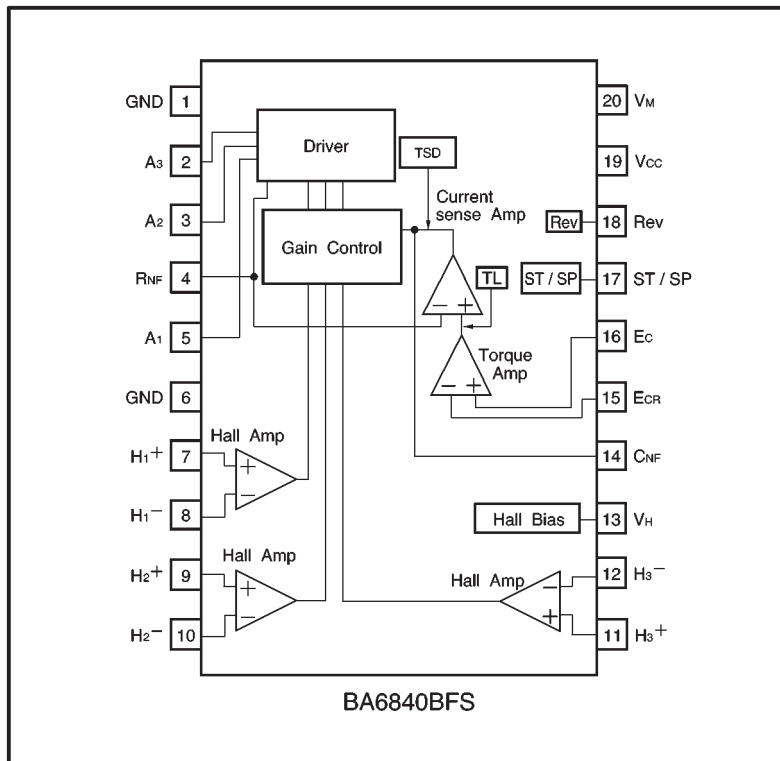 GND 1
A3 2
A2 3
RNF 4
A1 5
GND 6
H1+ 7
H1− 8
H2+ 9
H2− 10
Driver
TSD
Current
sense Amp
Gain Control
− +
TL
Torque
Amp
− +
Hall Amp
+
−
Hall Amp
+
−
Hall Amp
−
+
Hall Bias
Rev
ST / SP
20 VM
19 VCC
18 Rev
17 ST / SP
16 EC
15 ECR
14 CNF
13 VH
12 H3−
11 H3+
BA6840BFS